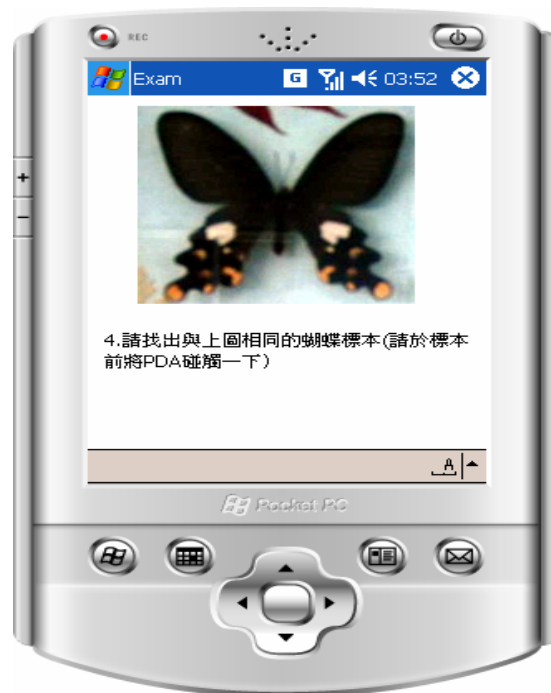 REC
Exam G 03:52
4.請找出與上圖相同的蝴蝶標本(請於標本
前將PDA碰觸一下)
A
Pocket PC
+
−